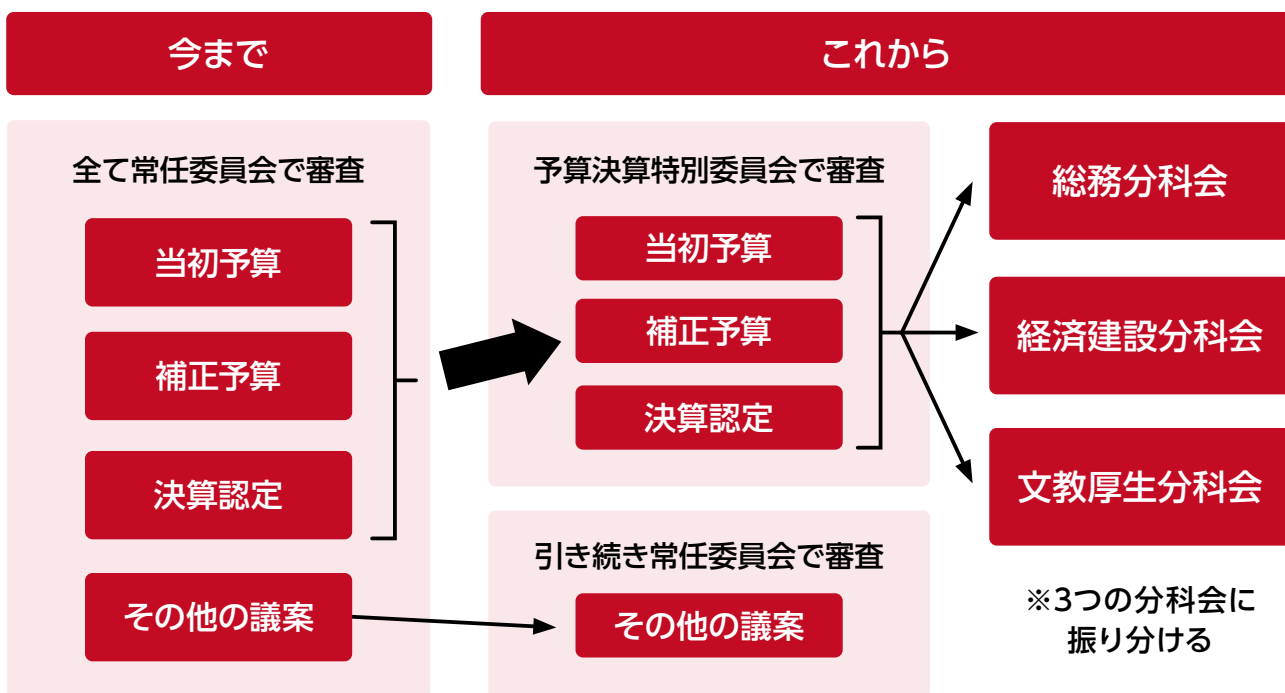 今まで
全て常任委員会で審査
当初予算
補正予算
決算認定
その他の議案
これから
予算決算特別委員会で審査
当初予算
補正予算
決算認定
引き続き常任委員会で審査
その他の議案
総務分科会
経済建設分科会
文教厚生分科会
※3つの分科会に
振り分ける